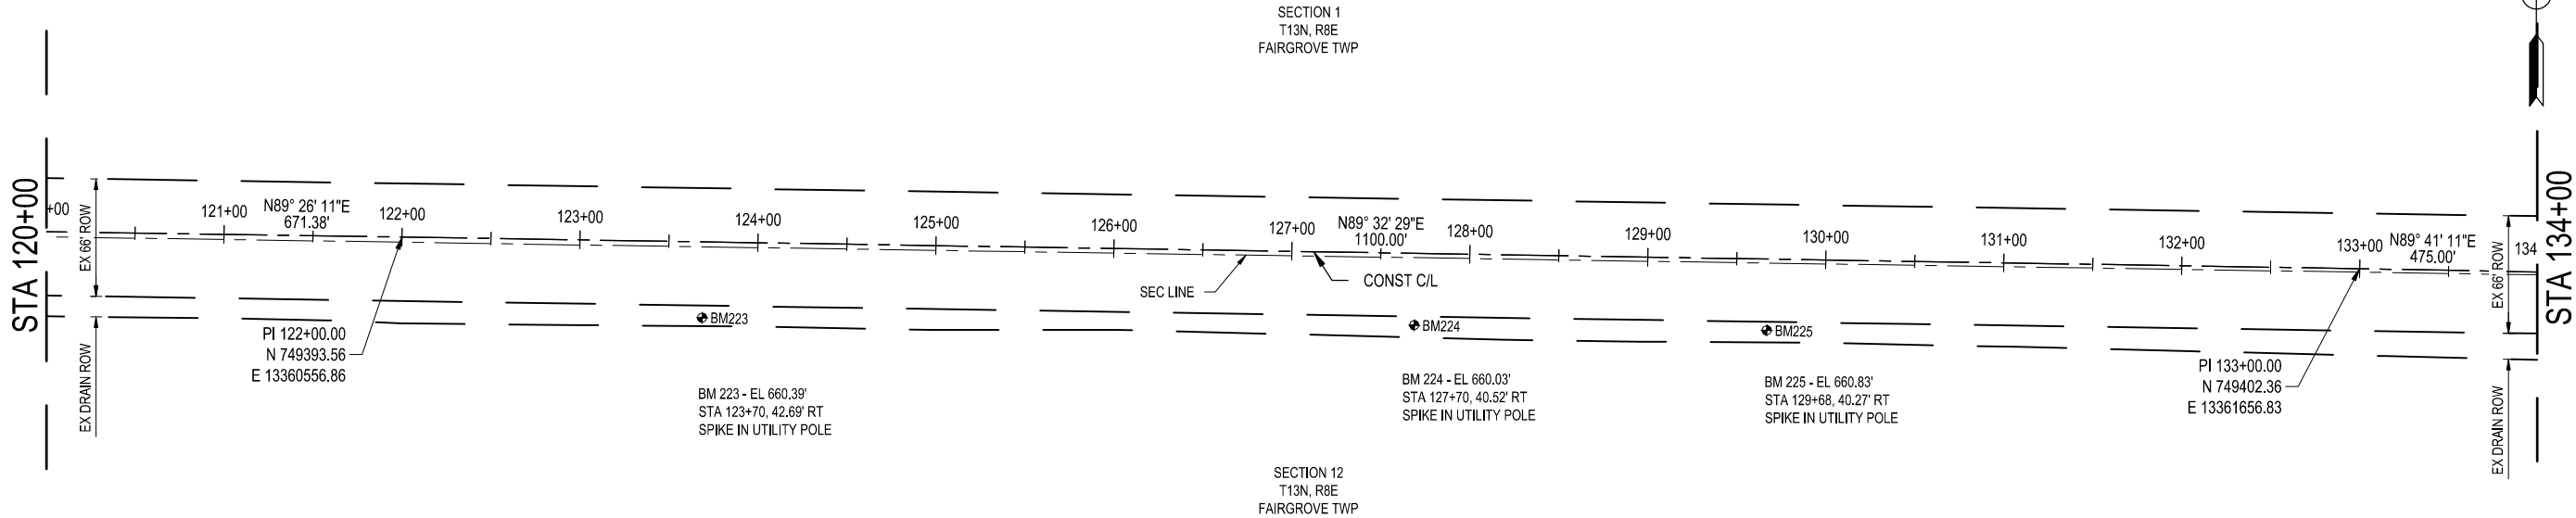 SECTION 1
T13N, R8E
FAIRGROVE TWP
STA 120+00
+00
EX 66' ROW
EX DRAIN ROW
121+00
N89° 26' 11"E
671.38'
122+00
123+00
124+00
125+00
126+00
127+00
N89° 32' 29"E
1100.00'
128+00
129+00
130+00
131+00
132+00
133+00
N89° 41' 11"E
475.00'
134
EX 66' ROW
EX DRAIN ROW
STA 134+00
SEC LINE
CONST C/L
BM223
BM224
BM225
PI 122+00.00
N 749393.56
E 13360556.86
BM 223 - EL 660.39'
STA 123+70, 42.69' RT
SPIKE IN UTILITY POLE
BM 224 - EL 660.03'
STA 127+70, 40.52' RT
SPIKE IN UTILITY POLE
BM 225 - EL 660.83'
STA 129+68, 40.27' RT
SPIKE IN UTILITY POLE
PI 133+00.00
N 749402.36
E 13361656.83
SECTION 12
T13N, R8E
FAIRGROVE TWP